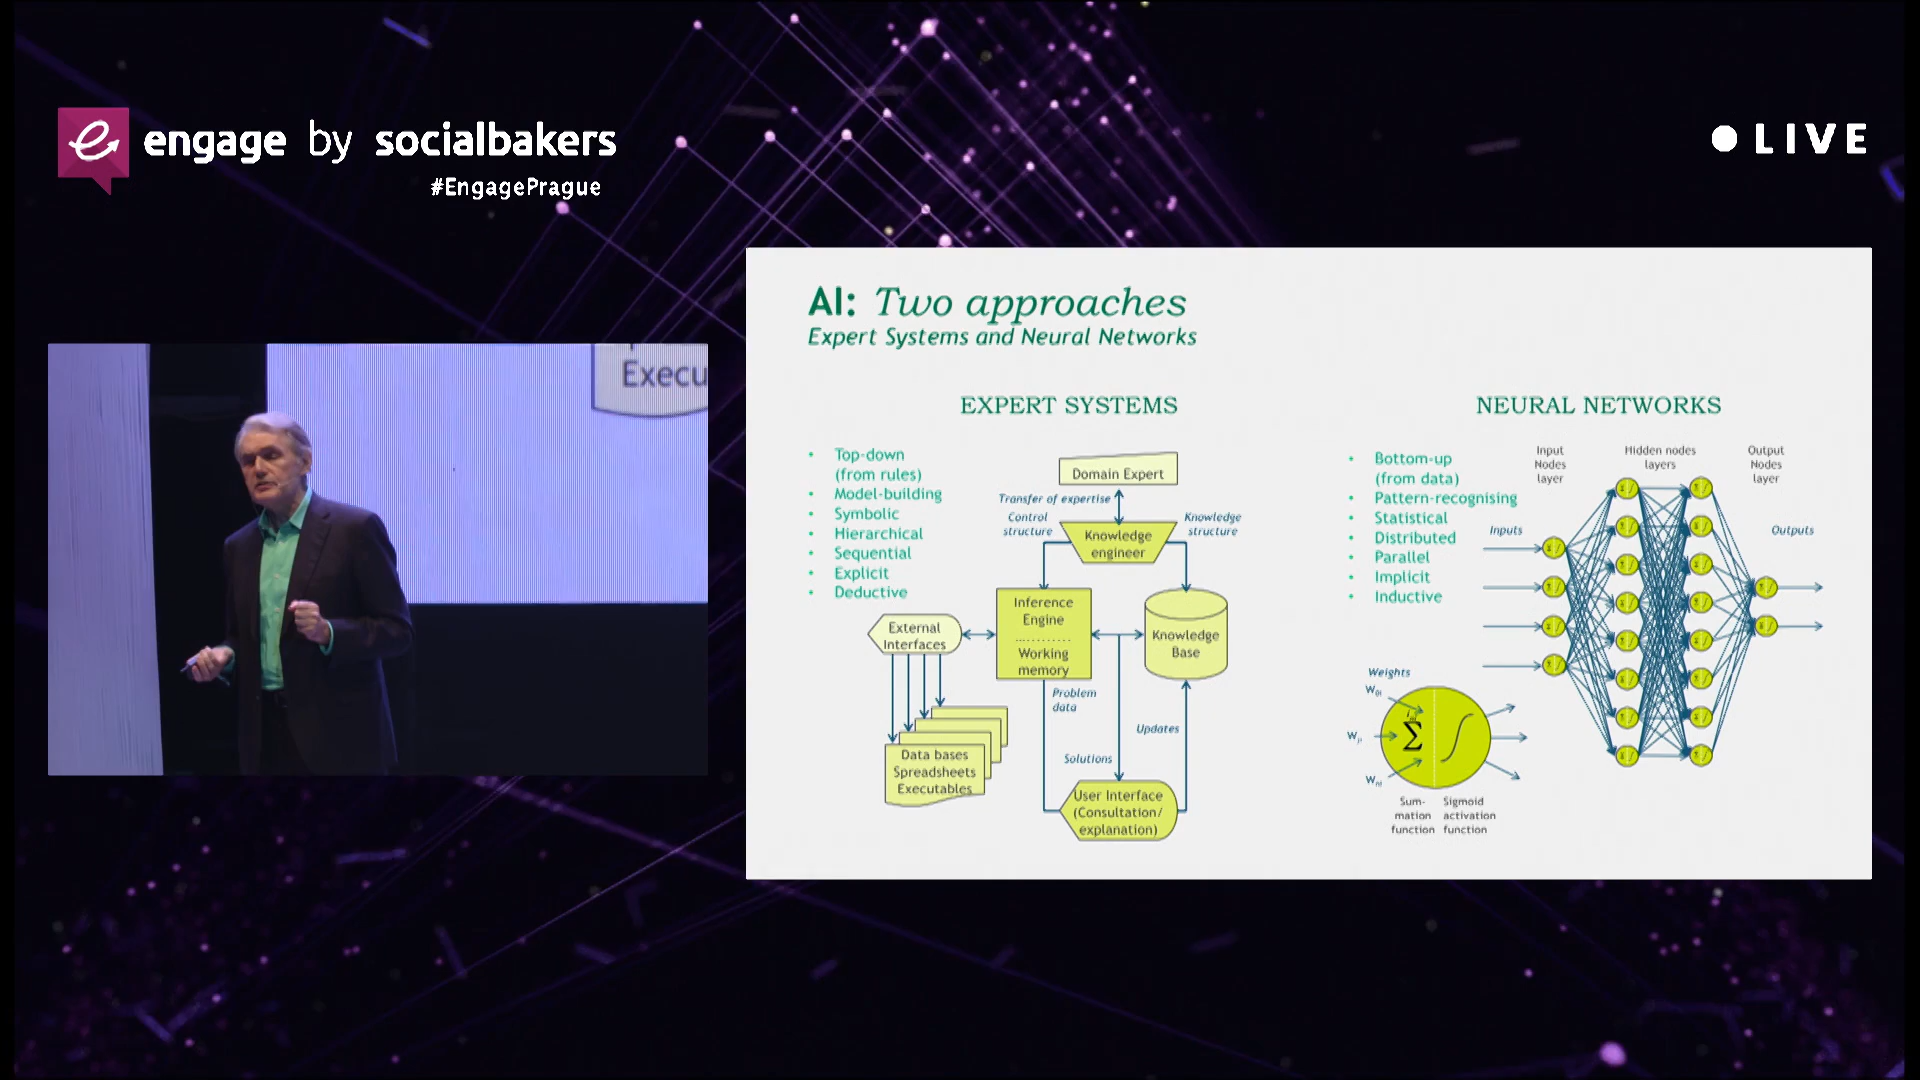 engage by socialbakers
#EngagePrague
LIVE
Execu
AI: Two approaches
Expert Systems and Neural Networks
EXPERT SYSTEMS
• Top-down
(from rules)
• Model-building
• Symbolic
• Hierarchical
• Sequential
• Explicit
• Deductive
Domain Expert
Transfer of expertise
Control
structure
Knowledge
structure
Knowledge
engineer
Inference
Engine
...........
Working
memory
External
Interfaces
Knowledge
Base
Problem
data
Updates
Solutions
Data bases
Spreadsheets
Executables
User Interface
(Consultation/
explanation)
NEURAL NETWORKS
• Bottom-up
(from data)
• Pattern-recognising
• Statistical
• Distributed
• Parallel
• Implicit
• Inductive
Input
Nodes
layer
Hidden nodes
layers
Output
Nodes
layer
Inputs
Outputs
Weights
Σ
Sum-
mation
function
Sigmoid
activation
function